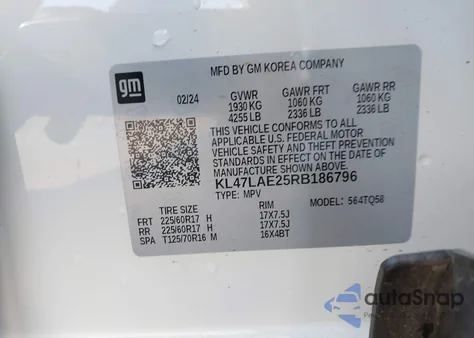 MFD BY GM KOREA COMPANY
gm
02/24 GVWR GAWR FRT GAWR RR
1930 KG 1060 KG 1060 KG
4255 LB 2336 LB 2336 LB
THIS VEHICLE CONFORMS TO ALL
APPLICABLE U.S. FEDERAL MOTOR
VEHICLE SAFETY AND THEFT PREVENTION
STANDARDS IN EFFECT ON THE DATE OF
MANUFACTURE SHOWN ABOVE.
KL47LAE25RB186796
TYPE: MPV MODEL: 564TQ58
TIRE SIZE RIM
FRT 225/60R17 H 17X7.5J
RR 225/60R17 H 17X7.5J
SPA T125/70R16 M 16X4BT
autoSnap